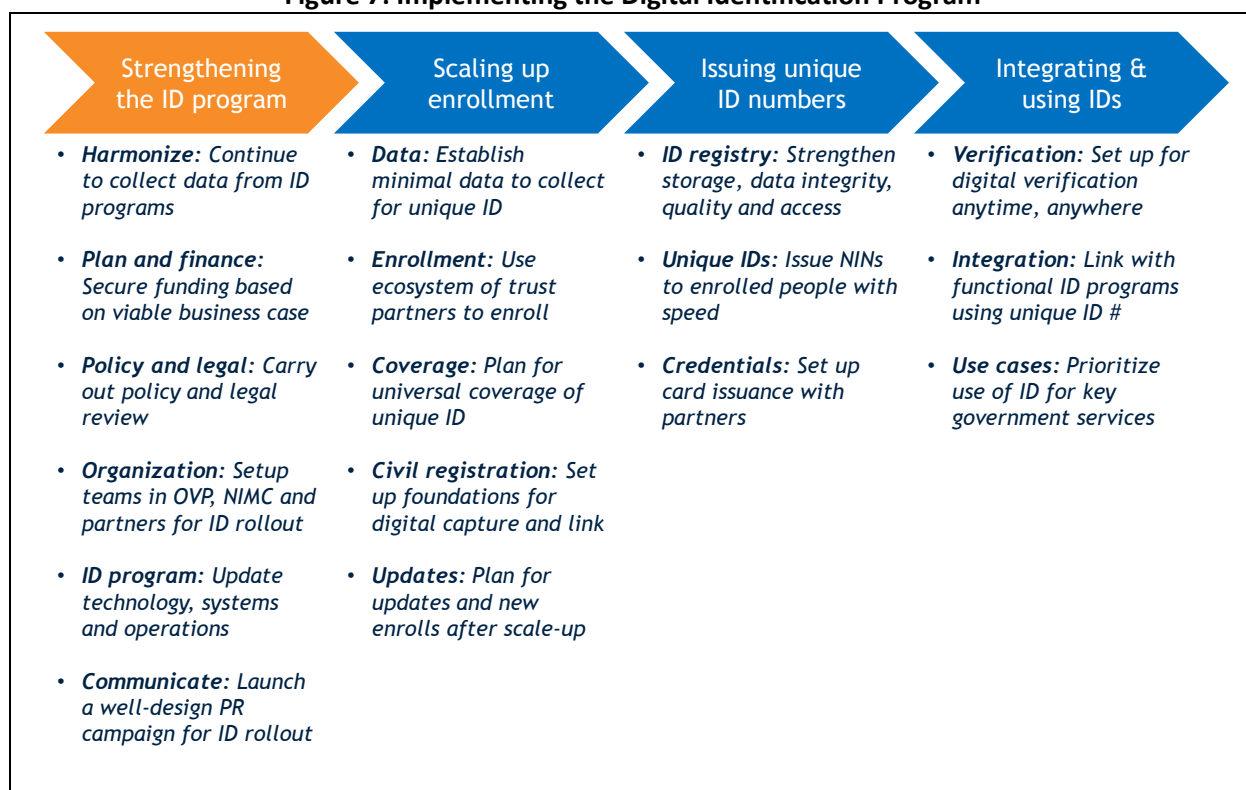 Figure 7: Implementing the Digital Identification Program
Strengthening
the ID program
• Harmonize: Continue
to collect data from ID
programs
• Plan and finance:
Secure funding based
on viable business case
• Policy and legal: Carry
out policy and legal
review
• Organization: Setup
teams in OVP, NIMC and
partners for ID rollout
• ID program: Update
technology, systems
and operations
• Communicate: Launch
a well-design PR
campaign for ID rollout
Scaling up
enrollment
• Data: Establish
minimal data to collect
for unique ID
• Enrollment: Use
ecosystem of trust
partners to enroll
• Coverage: Plan for
universal coverage of
unique ID
• Civil registration: Set
up foundations for
digital capture and link
• Updates: Plan for
updates and new
enrolls after scale-up
Issuing unique
ID numbers
• ID registry: Strengthen
storage, data integrity,
quality and access
• Unique IDs: Issue NINs
to enrolled people with
speed
• Credentials: Set up
card issuance with
partners
Integrating &
using IDs
• Verification: Set up for
digital verification
anytime, anywhere
• Integration: Link with
functional ID programs
using unique ID #
• Use cases: Prioritize
use of ID for key
government services